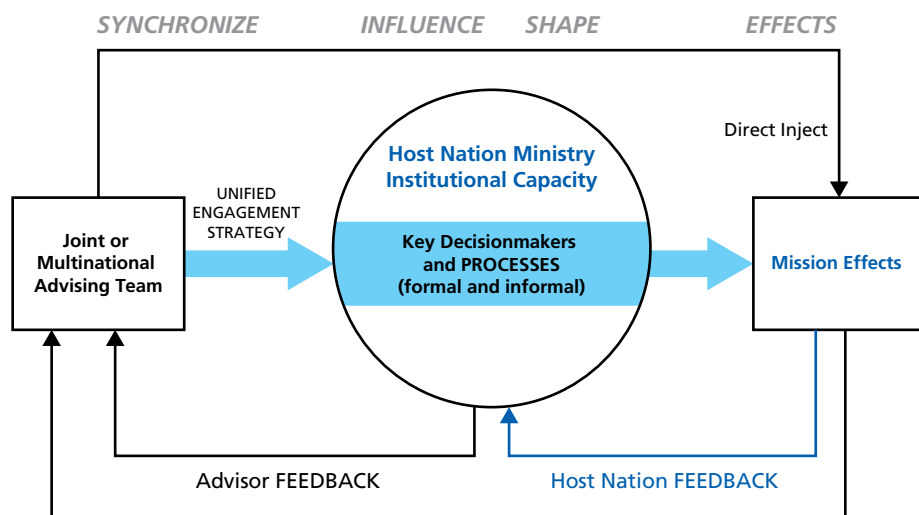 SYNCHRONIZE INFLUENCE SHAPE EFFECTS
Direct Inject
Host Nation Ministry
Institutional Capacity
UNIFIED
ENGAGEMENT
STRATEGY
Joint or
Multinational
Advising Team
Key Decisionmakers
and PROCESSES
(formal and informal)
Mission Effects
Advisor FEEDBACK
Host Nation FEEDBACK